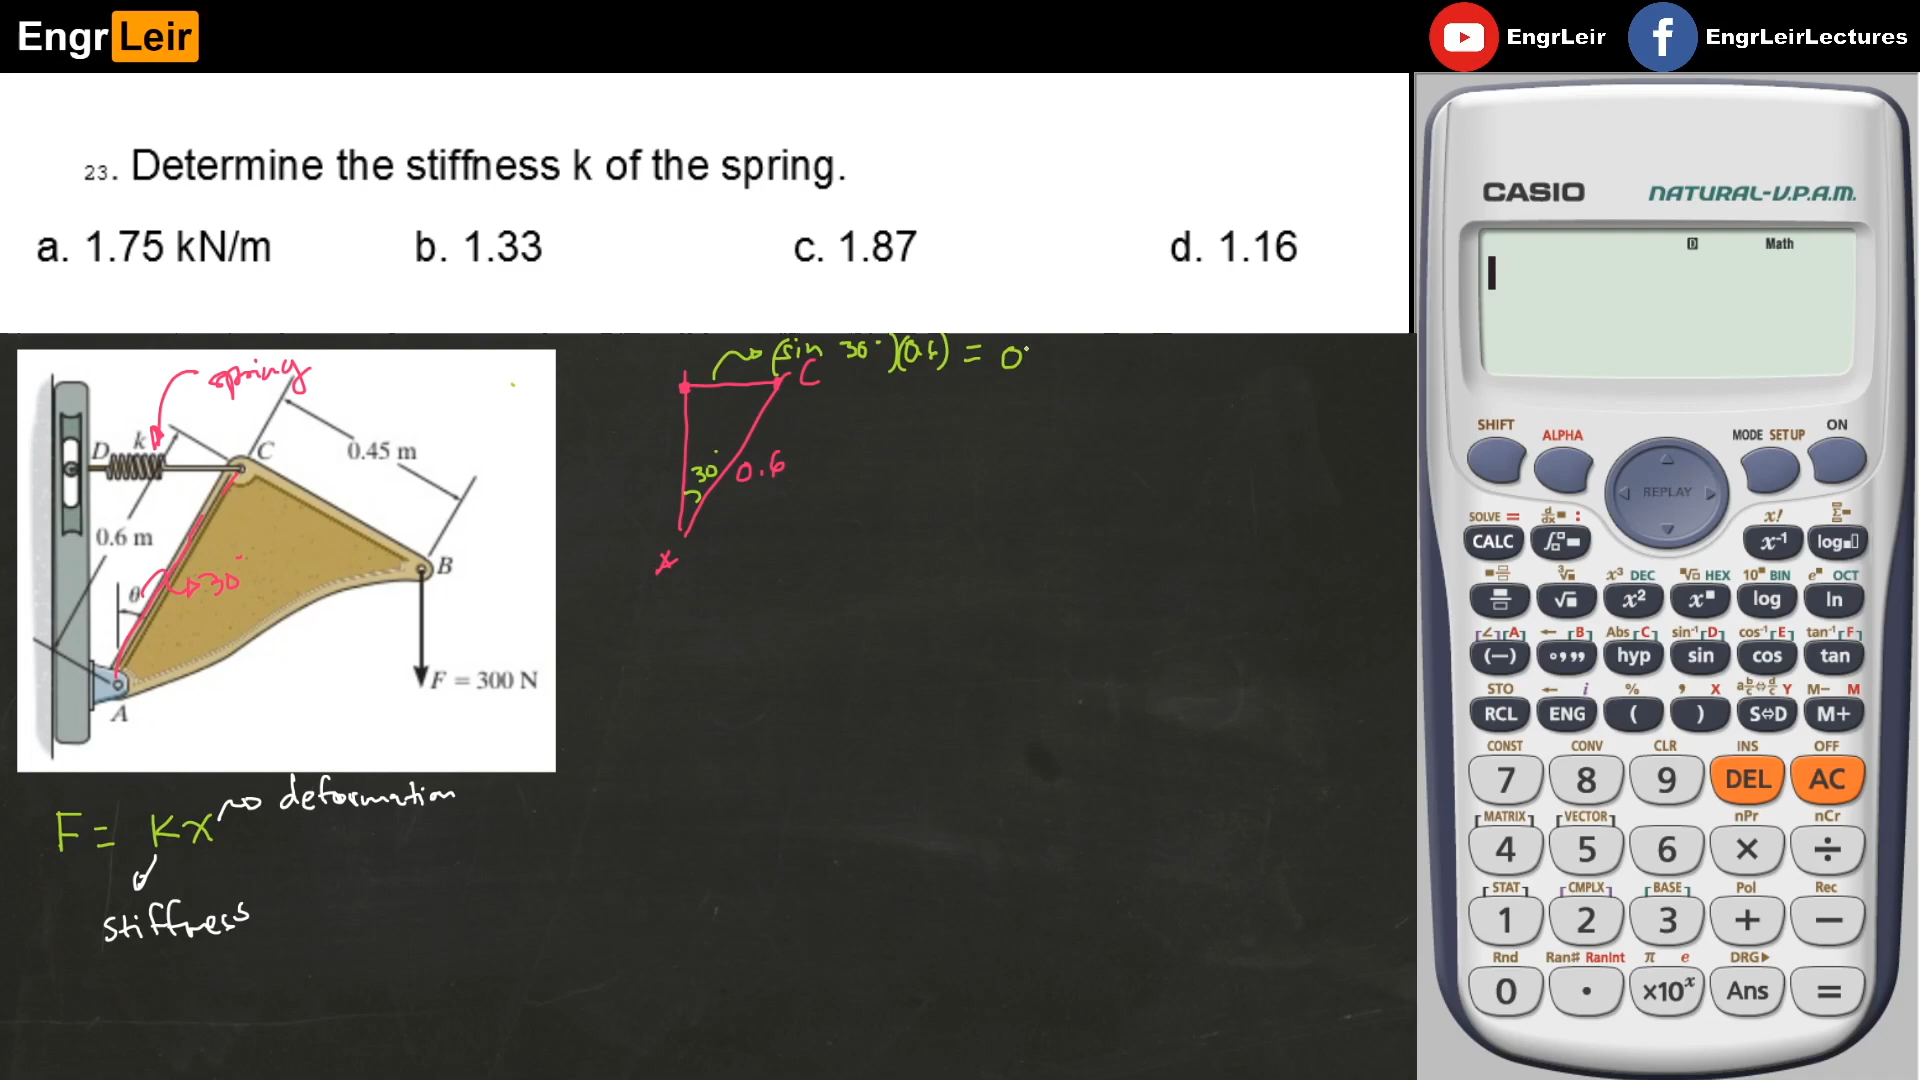 Engr Leir
EngrLeir
EngrLeirLectures
23. Determine the stiffness k of the spring.
a. 1.75 kN/m b. 1.33 c. 1.87 d. 1.16
spring
D k C
0.45 m
0.6 m
B
θ 30°
F = 300 N
A
F = kx deformation
stiffness
(sin 30°)(0.6) = 0.
C
30° 0.6
CASIO NATURAL-V.P.A.M.
D Math
SHIFT ALPHA MODE SETUP ON
REPLAY
SOLVE = d/dx : x! Σ
CALC ∫ x⁻¹ log
x³ DEC HEX 10 BIN e OCT
√ x² x log ln
∠ [A] ← [B] Abs [C] sin⁻¹ [D] cos⁻¹ [E] tan⁻¹ [F]
(−) °,,, hyp sin cos tan
STO ← i % , X a b/c⇔d/c Y M− M
RCL ENG ( ) S⇔D M+
CONST CONV CLR INS OFF
7 8 9 DEL AC
MATRIX VECTOR nPr nCr
4 5 6 × ÷
STAT CMPLX BASE Pol Rec
1 2 3 + −
Rnd Ran# RanInt π e DRG▶
0 . ×10ˣ Ans =